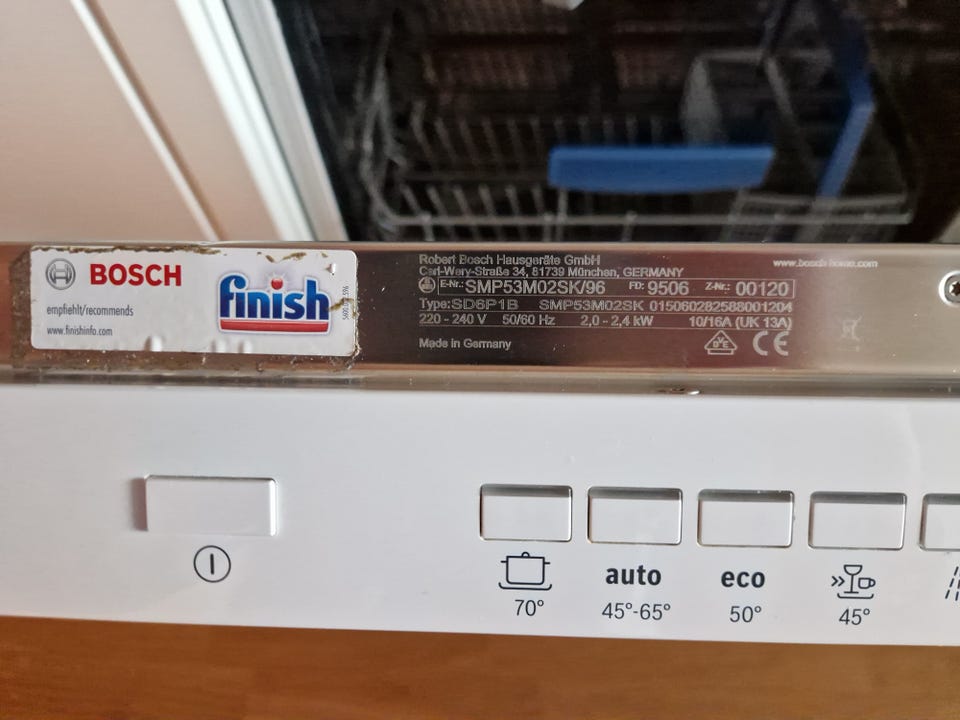 BOSCH
empfiehlt/recommends
www.finishinfo.com
finish
Robert Bosch Hausgeräte GmbH
www.bosch-home.com
Carl-Wery-Straße 34, 81739 München, GERMANY
E-Nr.: SMP53M02SK/96 FD: 9506 Z-Nr.: 00120
Type: SD6P1B SMP53M02SK 015060282588001204
220 - 240 V 50/60 Hz 2,0 - 2,4 kW 10/16A (UK 13A)
Made in Germany
DVE CE
auto
eco
70°
45°-65°
50°
45°